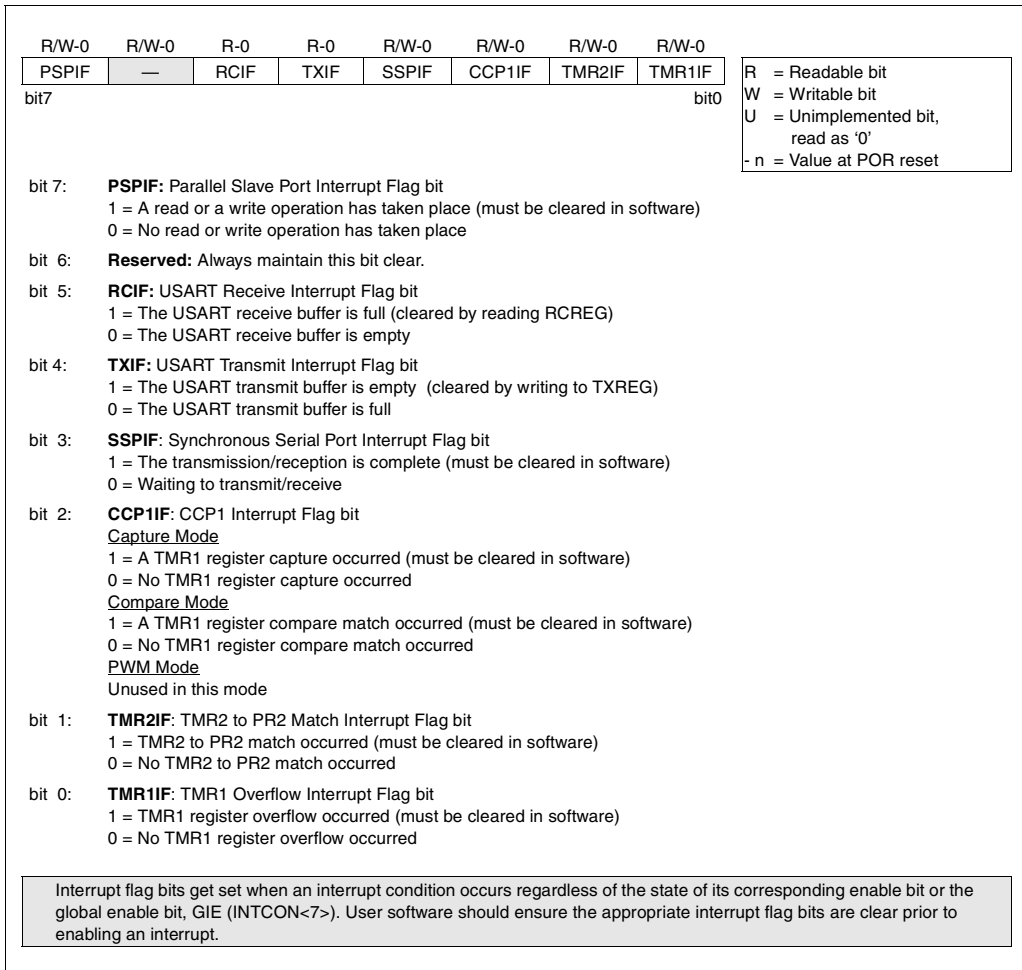 R/W-0 R/W-0 R-0 R-0 R/W-0 R/W-0 R/W-0 R/W-0
PSPIF — RCIF TXIF SSPIF CCP1IF TMR2IF TMR1IF
bit7 bit0
R = Readable bit
W = Writable bit
U = Unimplemented bit,
read as ‘0’
- n = Value at POR reset
bit 7: PSPIF: Parallel Slave Port Interrupt Flag bit
1 = A read or a write operation has taken place (must be cleared in software)
0 = No read or write operation has taken place
bit 6: Reserved: Always maintain this bit clear.
bit 5: RCIF: USART Receive Interrupt Flag bit
1 = The USART receive buffer is full (cleared by reading RCREG)
0 = The USART receive buffer is empty
bit 4: TXIF: USART Transmit Interrupt Flag bit
1 = The USART transmit buffer is empty (cleared by writing to TXREG)
0 = The USART transmit buffer is full
bit 3: SSPIF: Synchronous Serial Port Interrupt Flag bit
1 = The transmission/reception is complete (must be cleared in software)
0 = Waiting to transmit/receive
bit 2: CCP1IF: CCP1 Interrupt Flag bit
Capture Mode
1 = A TMR1 register capture occurred (must be cleared in software)
0 = No TMR1 register capture occurred
Compare Mode
1 = A TMR1 register compare match occurred (must be cleared in software)
0 = No TMR1 register compare match occurred
PWM Mode
Unused in this mode
bit 1: TMR2IF: TMR2 to PR2 Match Interrupt Flag bit
1 = TMR2 to PR2 match occurred (must be cleared in software)
0 = No TMR2 to PR2 match occurred
bit 0: TMR1IF: TMR1 Overflow Interrupt Flag bit
1 = TMR1 register overflow occurred (must be cleared in software)
0 = No TMR1 register overflow occurred
Interrupt flag bits get set when an interrupt condition occurs regardless of the state of its corresponding enable bit or the
global enable bit, GIE (INTCON<7>). User software should ensure the appropriate interrupt flag bits are clear prior to
enabling an interrupt.